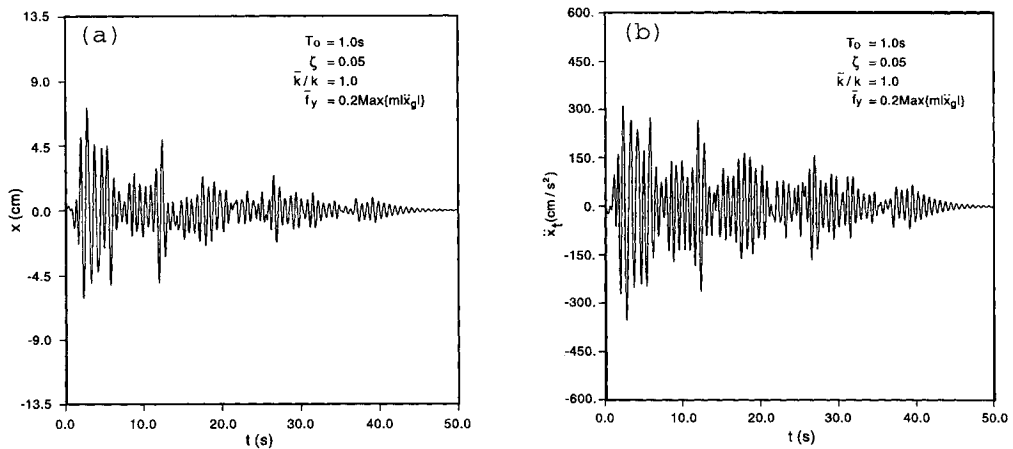 (a)
T₀ = 1.0s
ζ = 0.05
k̄ / k = 1.0
f̄y = 0.2Max{m|ẍg|}
13.5
9.0
4.5
0.0
-4.5
-9.0
-13.5
x (cm)
0.0 10.0 20.0 30.0 40.0 50.0
t (s)
(b)
T₀ = 1.0s
ζ = 0.05
k̄ / k = 1.0
f̄y = 0.2Max{m|ẍg|}
600.
450.
300.
150.
0.
-150.
-300.
-450.
-600.
ẍt (cm / s²)
0.0 10.0 20.0 30.0 40.0 50.0
t (s)